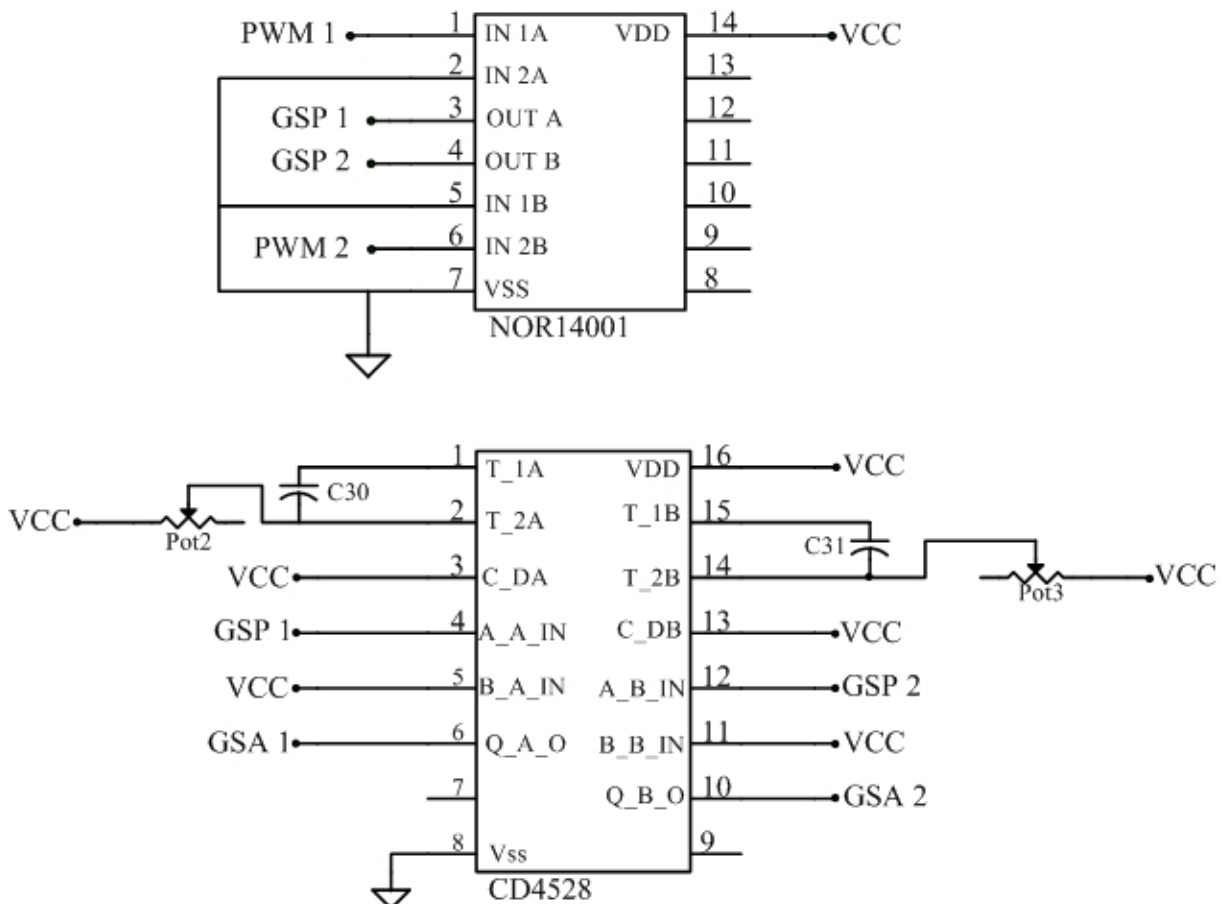 PWM 1 1 IN 1A VDD 14 VCC
2 IN 2A 13
GSP 1 3 OUT A 12
GSP 2 4 OUT B 11
5 IN 1B 10
PWM 2 6 IN 2B 9
7 VSS 8
NOR14001
1 T_1A VDD 16 VCC
C30
VCC Pot2 2 T_2A T_1B 15
C31
VCC 3 C_DA T_2B 14 Pot3 VCC
GSP 1 4 A_A_IN C_DB 13 VCC
VCC 5 B_A_IN A_B_IN 12 GSP 2
GSA 1 6 Q_A_O B_B_IN 11 VCC
7 Q_B_O 10 GSA 2
8 Vss 9
CD4528